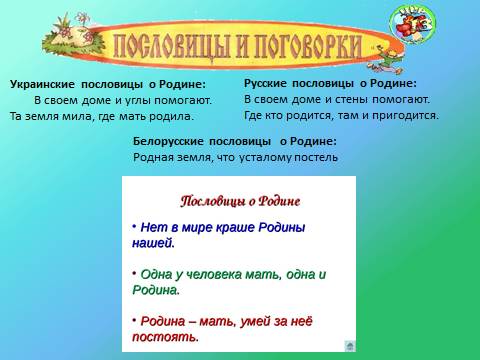 ПОСЛОВИЦЫ И ПОГОВОРКИ
Украинские пословицы о Родине:
В своем доме и углы помогают.
Та земля мила, где мать родила.
Русские пословицы о Родине:
В своем доме и стены помогают.
Где кто родится, там и пригодится.
Белорусские пословицы о Родине:
Родная земля, что усталому постель
Пословицы о Родине
• Нет в мире краше Родины
нашей.
• Одна у человека мать, одна и
Родина.
• Родина – мать, умей за неё
постоять.